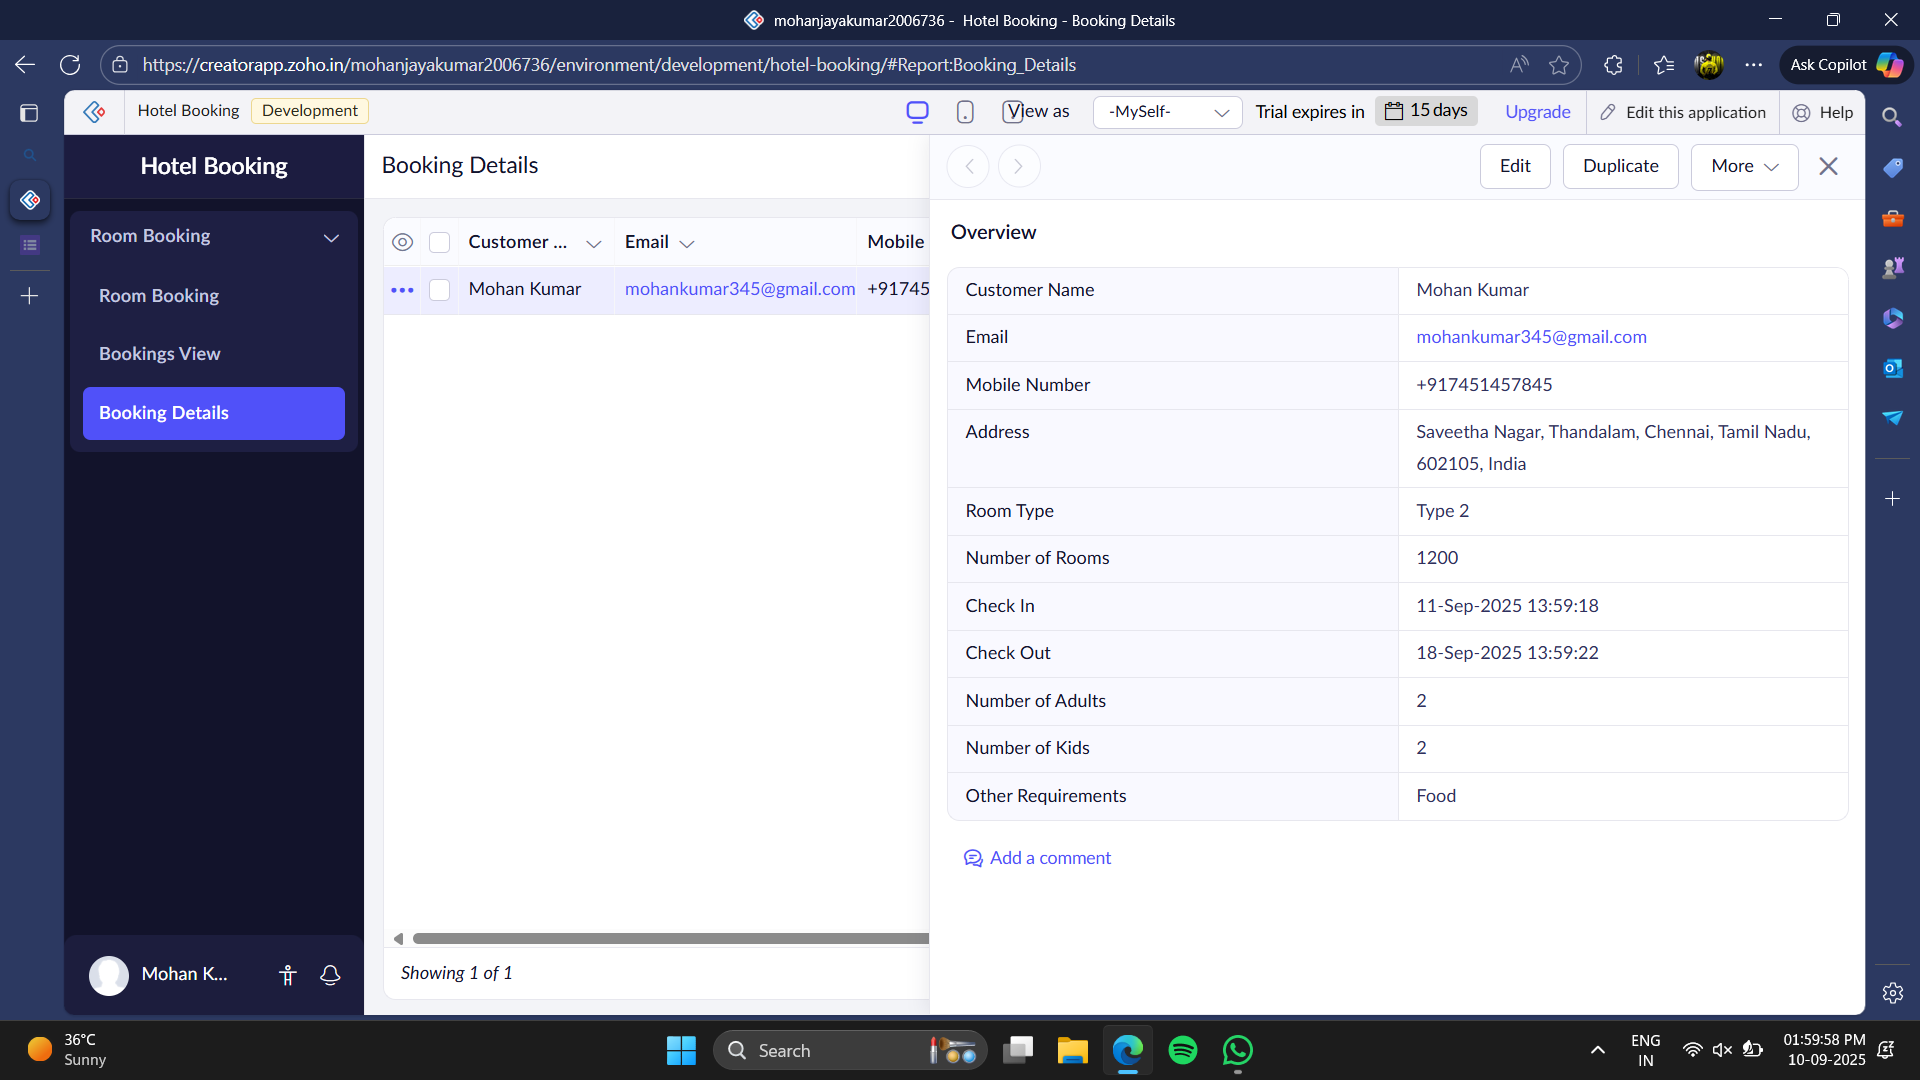 mohanjayakumar2006736 - Hotel Booking - Booking Details
https://creatorapp.zoho.in/mohanjayakumar2006736/environment/development/hotel-booking/#Report:Booking_Details
Ask Copilot
Hotel Booking
Development
View as
-MySelf-
Trial expires in
15 days
Upgrade
Edit this application
Help
Hotel Booking
Room Booking
Room Booking
Bookings View
Booking Details
Mohan K...
Booking Details
Customer ... Email Mobile
Mohan Kumar mohankumar345@gmail.com +91745
Showing 1 of 1
Edit Duplicate More
Overview
Customer Name Mohan Kumar
Email mohankumar345@gmail.com
Mobile Number +917451457845
Address Saveetha Nagar, Thandalam, Chennai, Tamil Nadu,
602105, India
Room Type Type 2
Number of Rooms 1200
Check In 11-Sep-2025 13:59:18
Check Out 18-Sep-2025 13:59:22
Number of Adults 2
Number of Kids 2
Other Requirements Food
Add a comment
36°C
Sunny
Search
ENG
IN
01:59:58 PM
10-09-2025